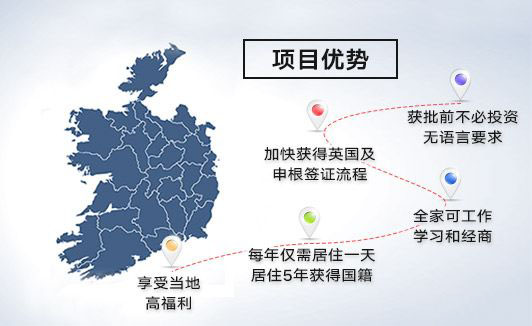 项目优势
获批前不必投资
无语言要求
加快获得英国及
申根签证流程
全家可工作
学习和经商
每年仅需居住一天
居住5年获得国籍
享受当地
高福利